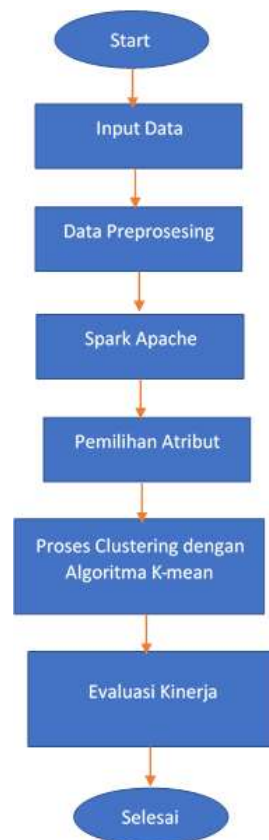 Start
Input Data
Data Preprosesing
Spark Apache
Pemilihan Atribut
Proses Clustering dengan
Algoritma K-mean
Evaluasi Kinerja
Selesai